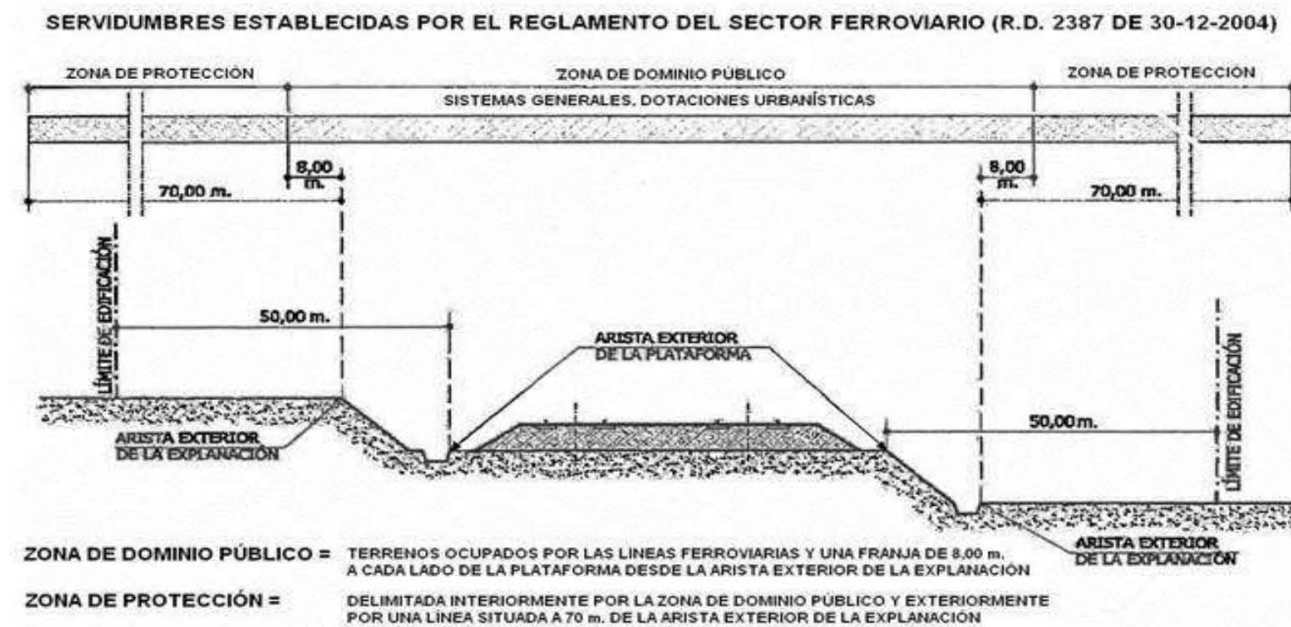 SERVIDUMBRES ESTABLECIDAS POR EL REGLAMENTO DEL SECTOR FERROVIARIO (R.D. 2387 DE 30-12-2004)
ZONA DE PROTECCIÓN
ZONA DE DOMINIO PÚBLICO
ZONA DE PROTECCIÓN
SISTEMAS GENERALES, DOTACIONES URBANÍSTICAS
8,00
m.
8,00
m.
70,00 m.
70,00 m.
LÍMITE DE EDIFICACIÓN
50,00 m.
ARISTA EXTERIOR
DE LA PLATAFORMA
LÍMITE DE EDIFICACIÓN
50,00 m.
ARISTA EXTERIOR
DE LA EXPLANACIÓN
ARISTA EXTERIOR
DE LA EXPLANACIÓN
ZONA DE DOMINIO PÚBLICO = TERRENOS OCUPADOS POR LAS LINEAS FERROVIARIAS Y UNA FRANJA DE 8,00 m.
A CADA LADO DE LA PLATAFORMA DESDE LA ARISTA EXTERIOR DE LA EXPLANACIÓN
ZONA DE PROTECCIÓN = DELIMITADA INTERIORMENTE POR LA ZONA DE DOMINIO PÚBLICO Y EXTERIORMENTE
POR UNA LÍNEA SITUADA A 70 m. DE LA ARISTA EXTERIOR DE LA EXPLANACIÓN